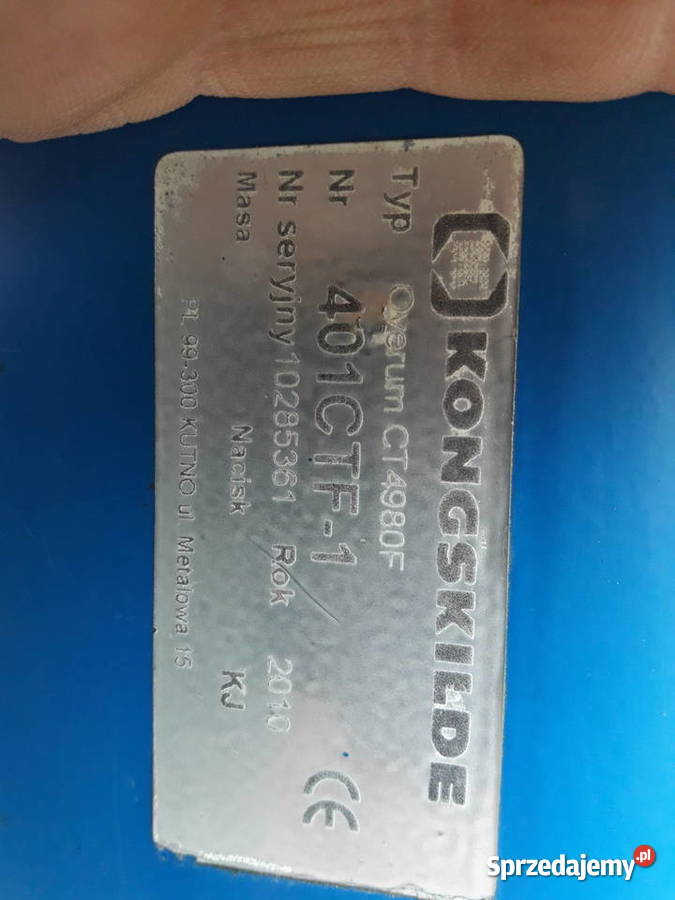 KONGSKILDE
Typ Overum CT4980F
Nr 401CTF-1
Nr seryjny 10285361 Rok 2010
Masa Nacisk KJ
PL 99-300 KUTNO ul. Metalowa 15
CE
Sprzedajemy.pl